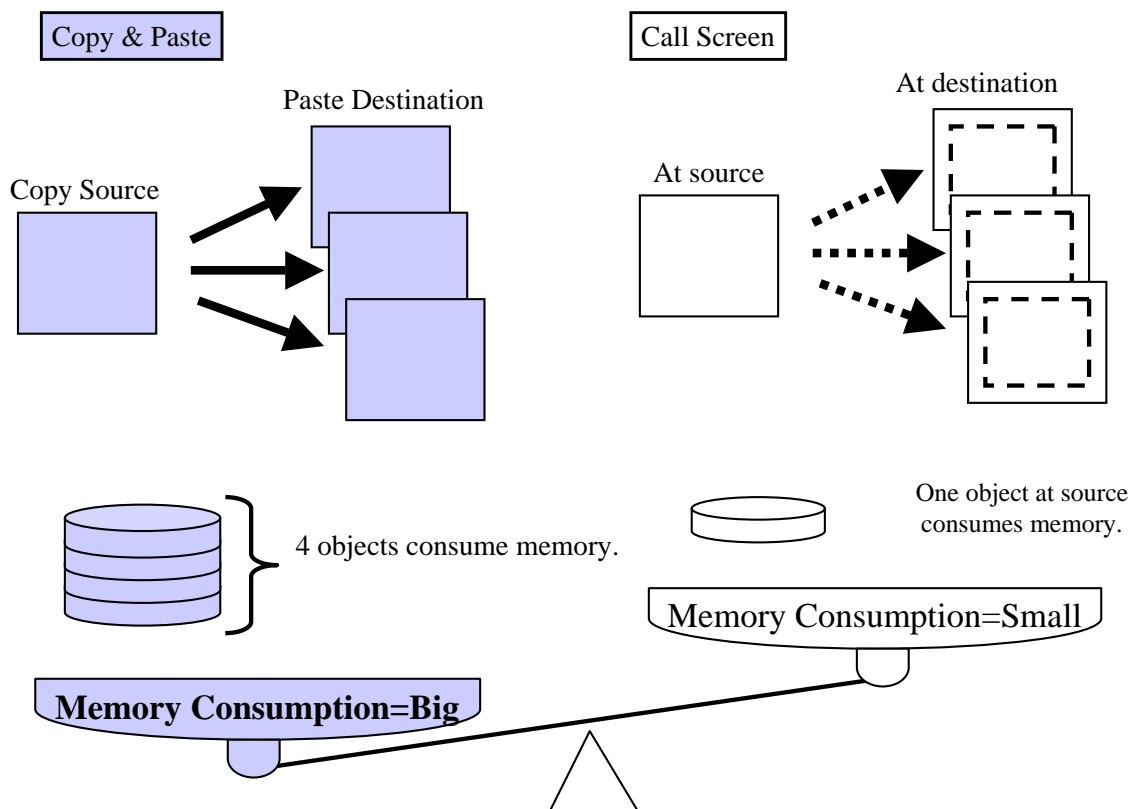 Copy & Paste
Call Screen
Paste Destination
At destination
Copy Source
At source
4 objects consume memory.
One object at source
consumes memory.
Memory Consumption=Small
Memory Consumption=Big